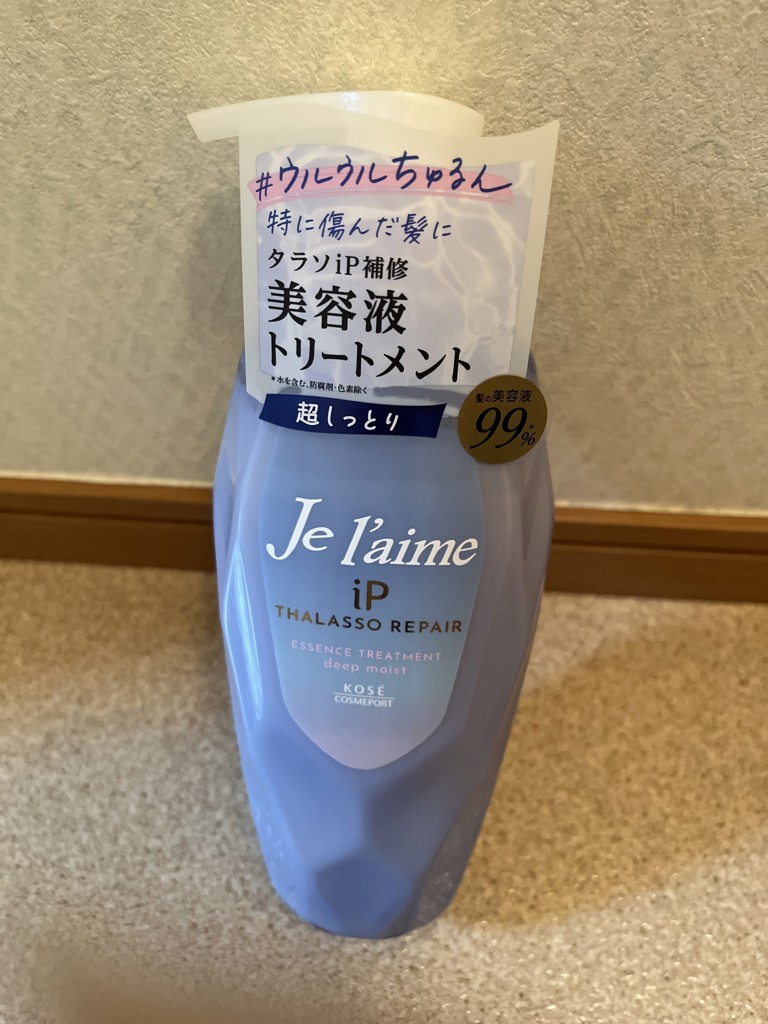 #ウルウルちゅるん
特に傷んだ髪に
タラソiP補修
美容液
トリートメント
*水を含む、防腐剤・色素除く
超しっとり
髪の美容液
99*%
Je l'aime
iP
THALASSO REPAIR
ESSENCE TREATMENT
deep moist
KOSÉ
COSMEPORT